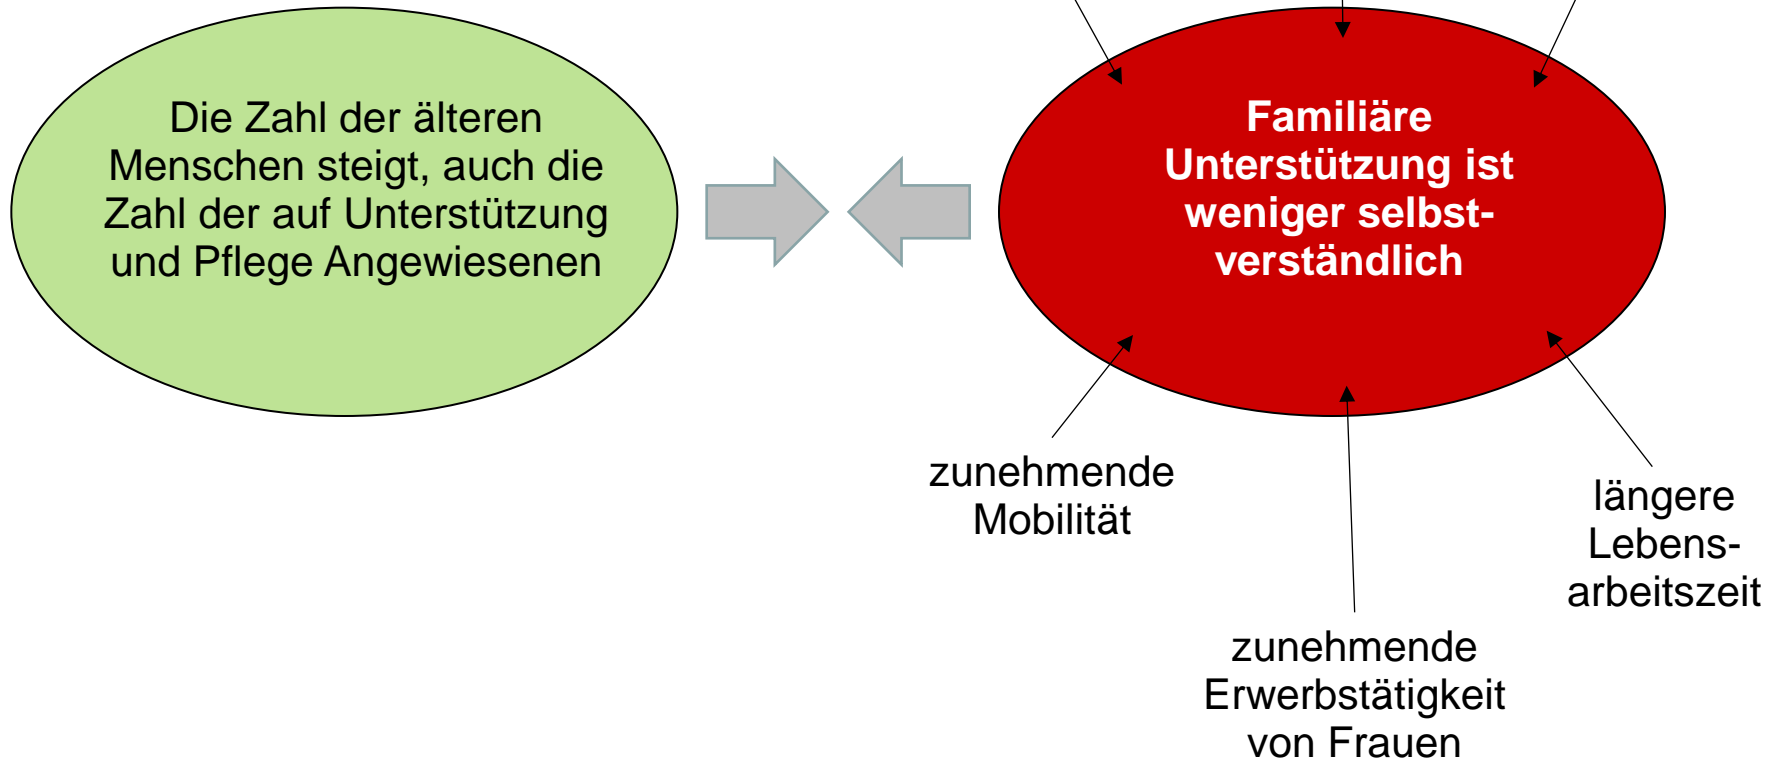 Die Zahl der älteren
Menschen steigt, auch die
Zahl der auf Unterstützung
und Pflege Angewiesenen
Familiäre
Unterstützung ist
weniger selbst-
verständlich
zunehmende
Mobilität
zunehmende
Erwerbstätigkeit
von Frauen
längere
Lebens-
arbeitszeit